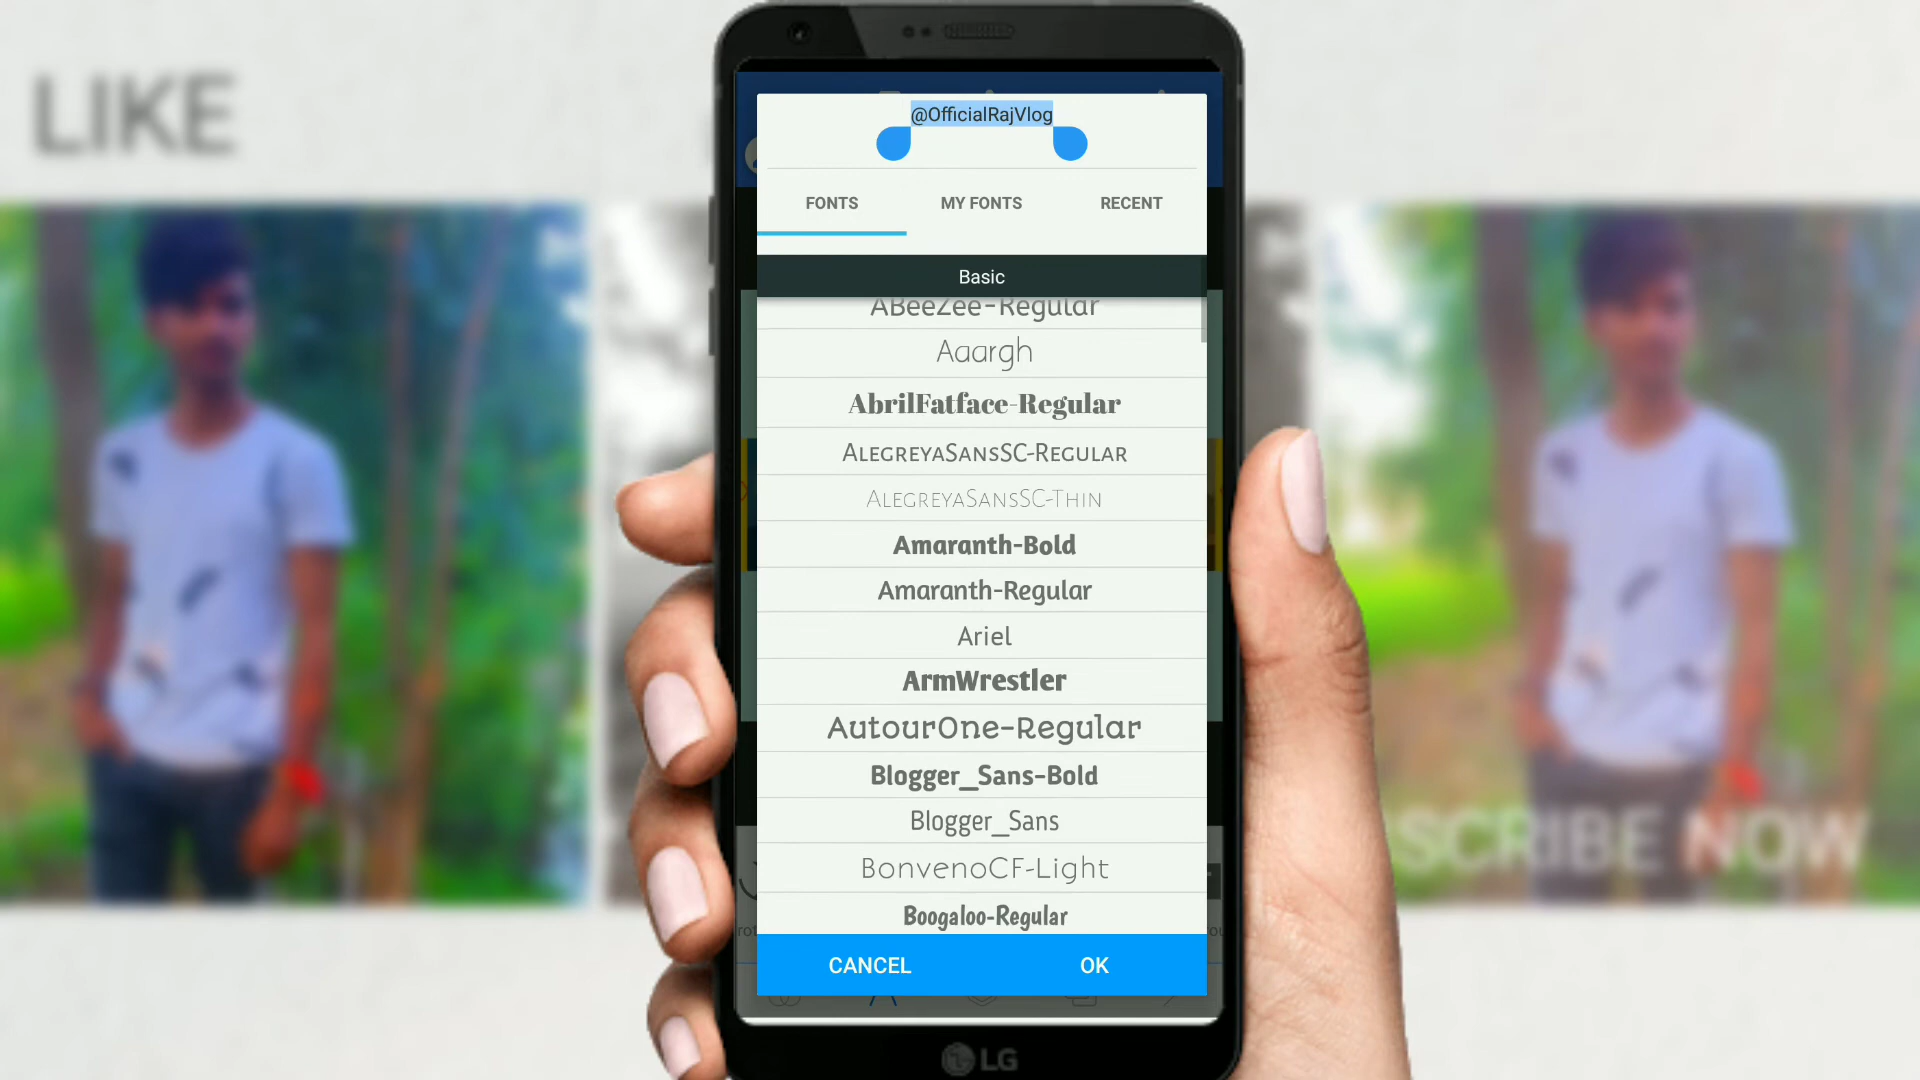 LIKE
@OfficialRajVlog
FONTS
MY FONTS
RECENT
Basic
ABeeZee-Regular
Aaargh
AbrilFatface-Regular
AlegreyaSansSC-Regular
AlegreyaSansSC-Thin
Amaranth-Bold
Amaranth-Regular
Ariel
ArmWrestler
AutourOne-Regular
Blogger_Sans-Bold
SCRIBE NOW
Blogger_Sans
BonvenoCF-Light
Boogaloo-Regular
CANCEL
OK
LG